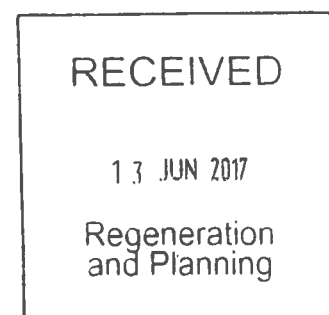 RECEIVED
13 JUN 2017
Regeneration
and Planning